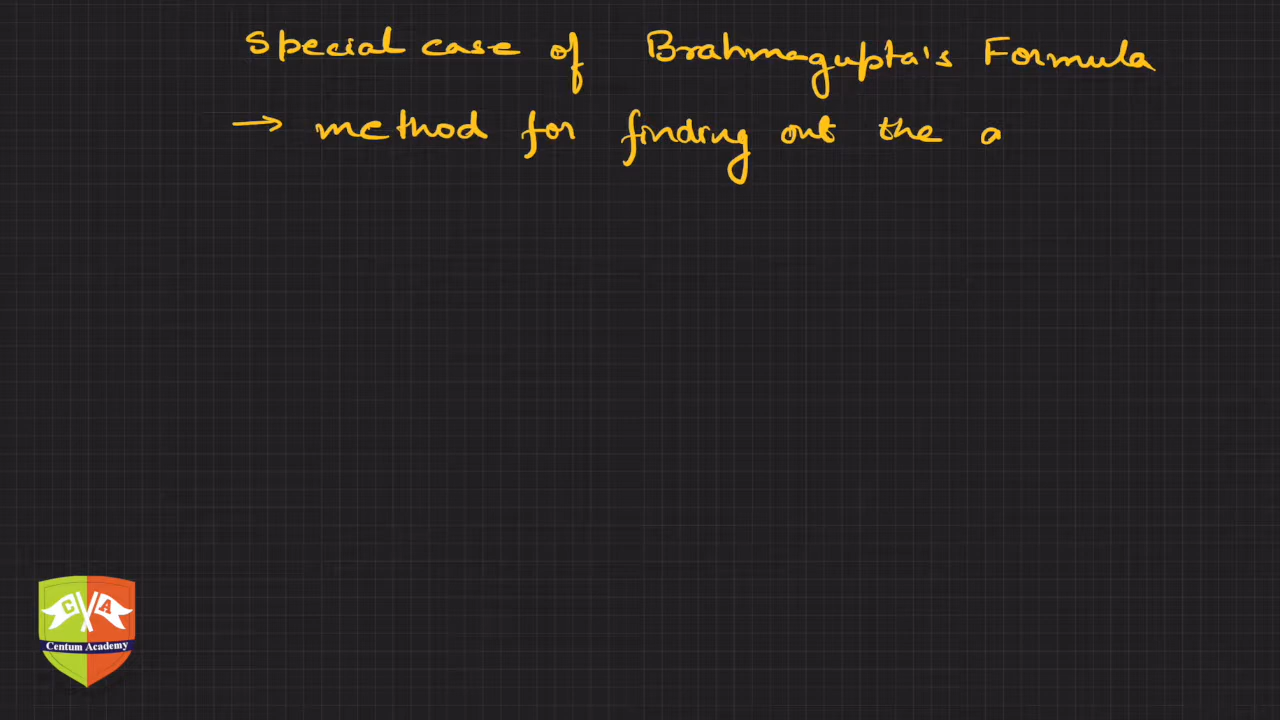 Special case of Brahmagupta's Formula
→ method for finding out the a
C A
Centum Academy